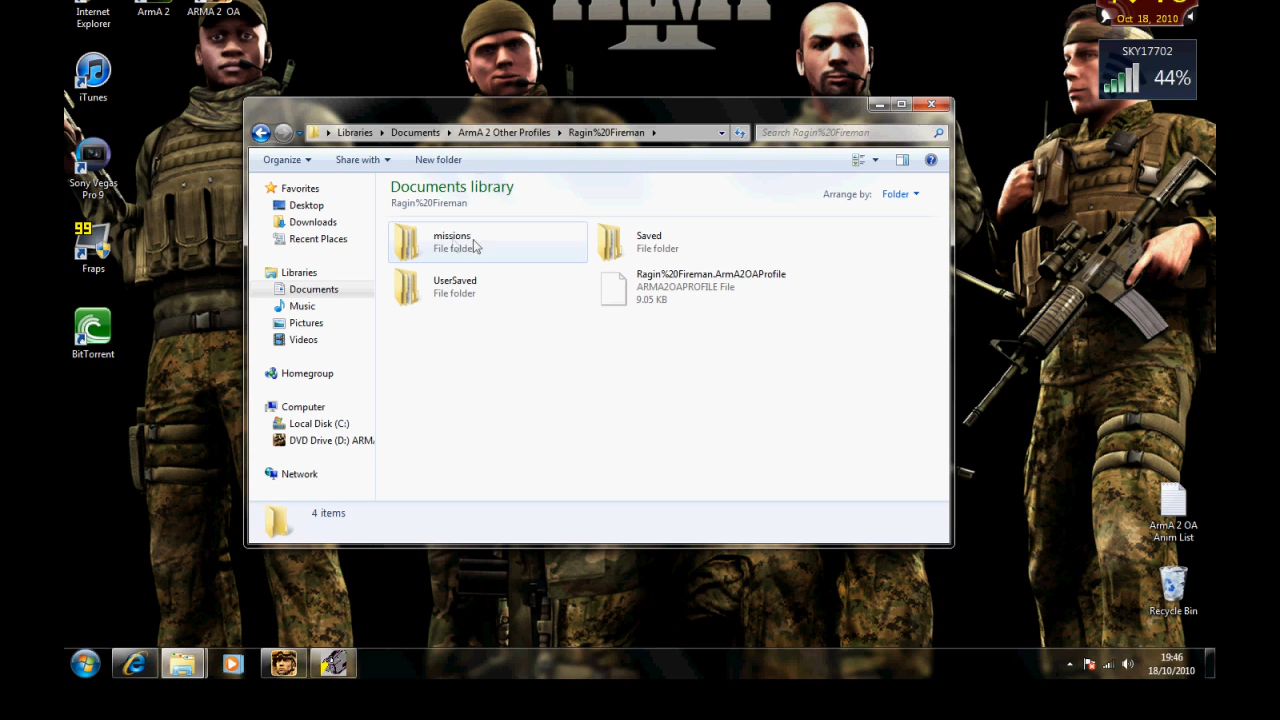 Internet
Explorer
ArmA 2
ARMA 2 OA
Oct 18, 2010
SKY17702
44%
iTunes
Sony Vegas
Pro 9
99
Fraps
BitTorrent
Libraries
Documents
ArmA 2 Other Profiles
Ragin%20Fireman
Search Ragin%20Fireman
Organize
Share with
New folder
Favorites
Desktop
Downloads
Recent Places
Libraries
Documents
Music
Pictures
Videos
Homegroup
Computer
Local Disk (C:)
DVD Drive (D:) ARM
Network
Documents library
Ragin%20Fireman
Arrange by:
Folder
missions
File folder
Saved
File folder
UserSaved
File folder
Ragin%20Fireman.ArmA2OAProfile
ARMA2OAPROFILE File
9.05 KB
4 items
ArmA 2 OA
Anim List
Recycle Bin
19:46
18/10/2010